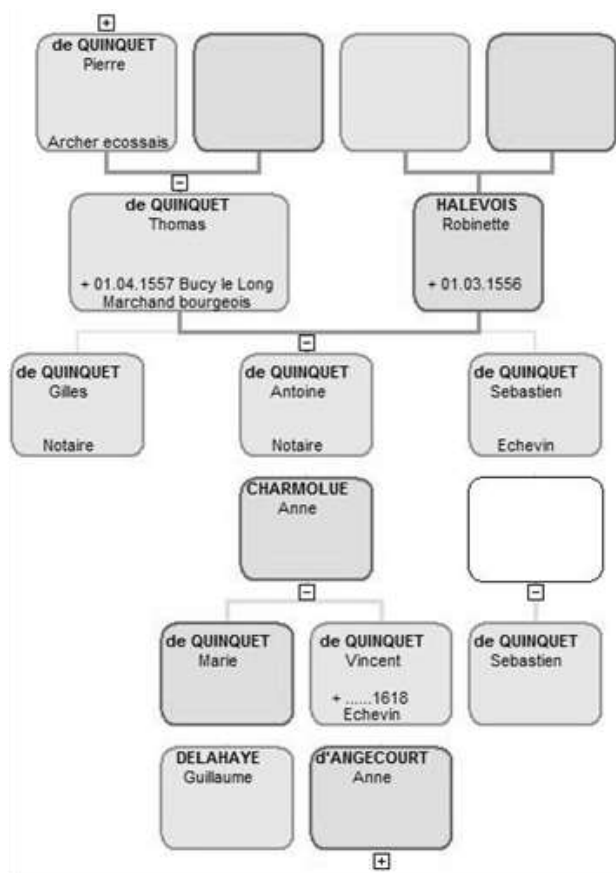 de QUINQUET
Pierre
Archer ecossais
de QUINQUET
Thomas
+ 01.04.1557 Bucy le Long
Marchand bourgeois
HALEVOIS
Robinette
+ 01.03.1556
de QUINQUET
Gilles
Notaire
de QUINQUET
Antoine
Notaire
de QUINQUET
Sebastien
Echevin
CHARMOLUE
Anne
de QUINQUET
Marie
de QUINQUET
Vincent
+ ......1618
Echevin
de QUINQUET
Sebastien
DELAHAYE
Guillaume
d'ANGECOURT
Anne